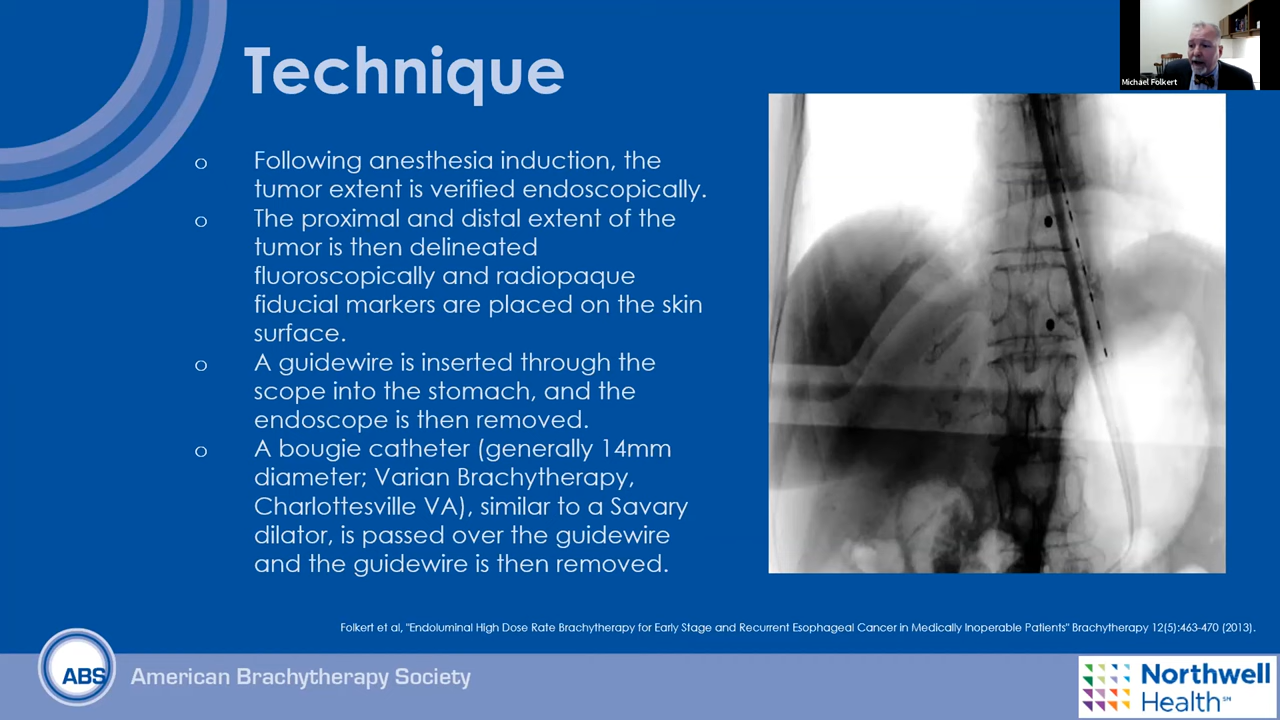 Technique
Michael Folkert
o Following anesthesia induction, the
tumor extent is verified endoscopically.
o The proximal and distal extent of the
tumor is then delineated
fluoroscopically and radiopaque
fiducial markers are placed on the skin
surface.
o A guidewire is inserted through the
scope into the stomach, and the
endoscope is then removed.
o A bougie catheter (generally 14mm
diameter; Varian Brachytherapy,
Charlottesville VA), similar to a Savary
dilator, is passed over the guidewire
and the guidewire is then removed.
Folkert et al, "Endoluminal High Dose Rate Brachytherapy for Early Stage and Recurrent Esophageal Cancer in Medically Inoperable Patients" Brachytherapy 12(5):463-470 (2013).
ABS
American Brachytherapy Society
Northwell
Health℠